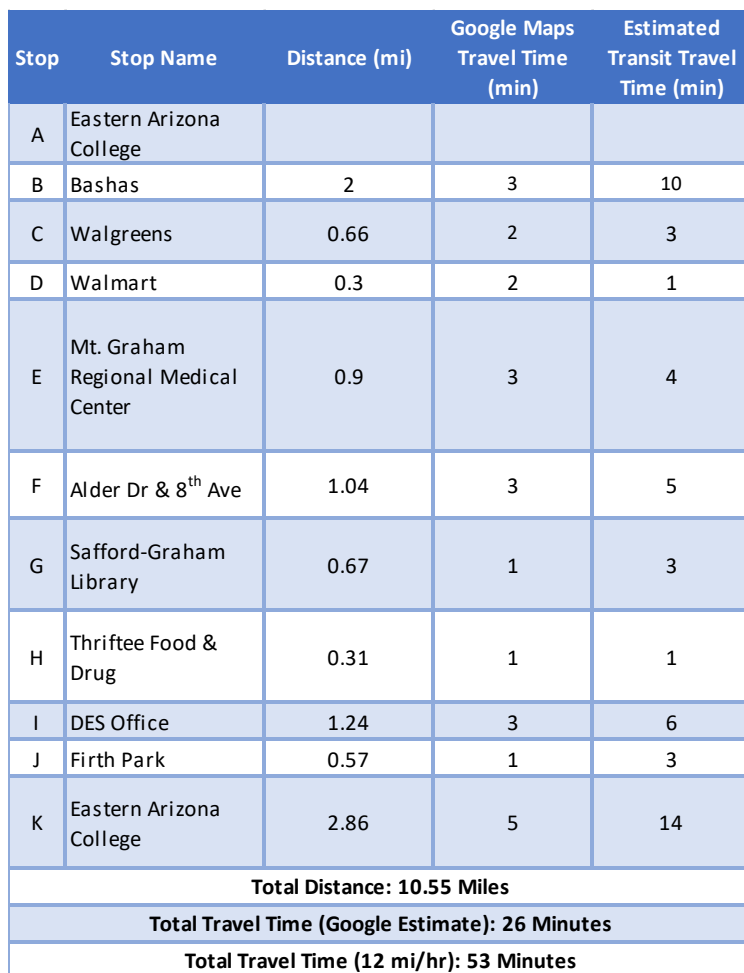 Stop Stop Name Distance (mi) Google Maps Travel Time (min) Estimated Transit Travel Time (min)
A Eastern Arizona College
B Bashas 2 3 10
C Walgreens 0.66 2 3
D Walmart 0.3 2 1
E Mt. Graham Regional Medical Center 0.9 3 4
F Alder Dr & 8th Ave 1.04 3 5
G Safford-Graham Library 0.67 1 3
H Thriftee Food & Drug 0.31 1 1
I DES Office 1.24 3 6
J Firth Park 0.57 1 3
K Eastern Arizona College 2.86 5 14
Total Distance: 10.55 Miles
Total Travel Time (Google Estimate): 26 Minutes
Total Travel Time (12 mi/hr): 53 Minutes